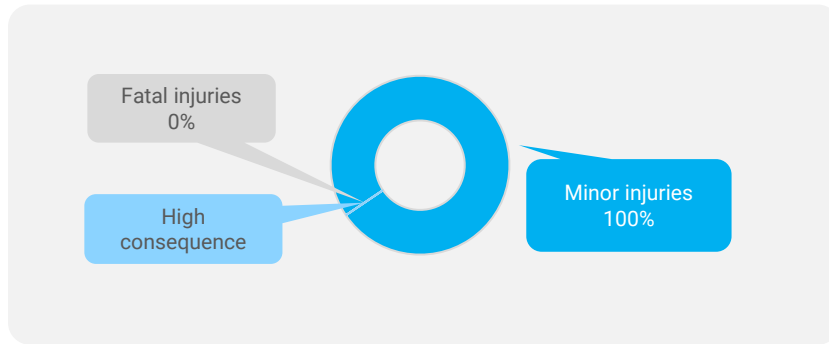 Fatal injuries
0%
High
consequence
Minor injuries
100%